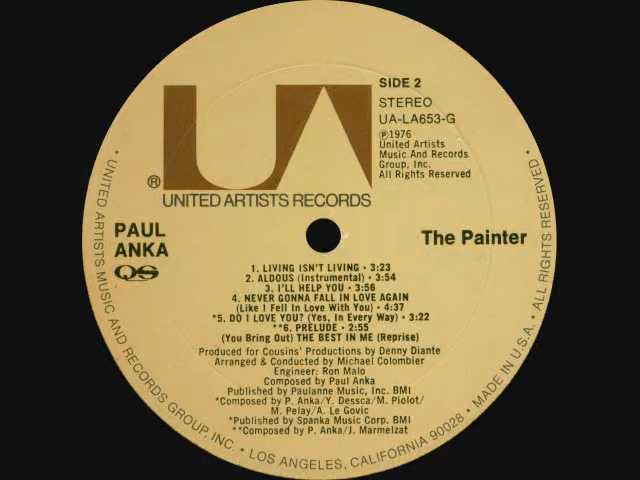 UA
SIDE 2
STEREO
UA-LA653-G
℗1976
United Artists
Music And Records
Group, Inc.
All Rights Reserved
®
UNITED ARTISTS RECORDS
PAUL
ANKA
QS
The Painter
1. LIVING ISN'T LIVING • 3:23
2. ALDOUS (Instrumental) • 3:54
3. I'LL HELP YOU • 3:56
4. NEVER GONNA FALL IN LOVE AGAIN
(Like I Fell In Love With You) • 4:37
*5. DO I LOVE YOU? (Yes, In Every Way) • 3:22
**6. PRELUDE • 2:55
(You Bring Out) THE BEST IN ME (Reprise)
Produced for Cousins' Productions by Denny Diante
Arranged & Conducted by Michael Colombier
Engineer: Ron Malo
Composed by Paul Anka
Published by Paulanne Music, Inc. BMI
*Composed by P. Anka/Y. Dessca/M. Piolot/
M. Pelay/A. Le Govic
*Published by Spanka Music Corp. BMI
**Composed by P. Anka/J. Marmelzat
• UNITED ARTISTS MUSIC AND RECORDS GROUP, INC. • LOS ANGELES, CALIFORNIA 90028 • MADE IN U.S.A. • ALL RIGHTS RESERVED •